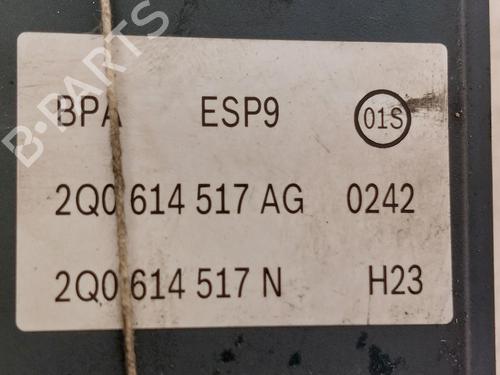 B-PARTS
BPA ESP9 01S
2Q0 614 517 AG 0242
2Q0 614 517 N H23